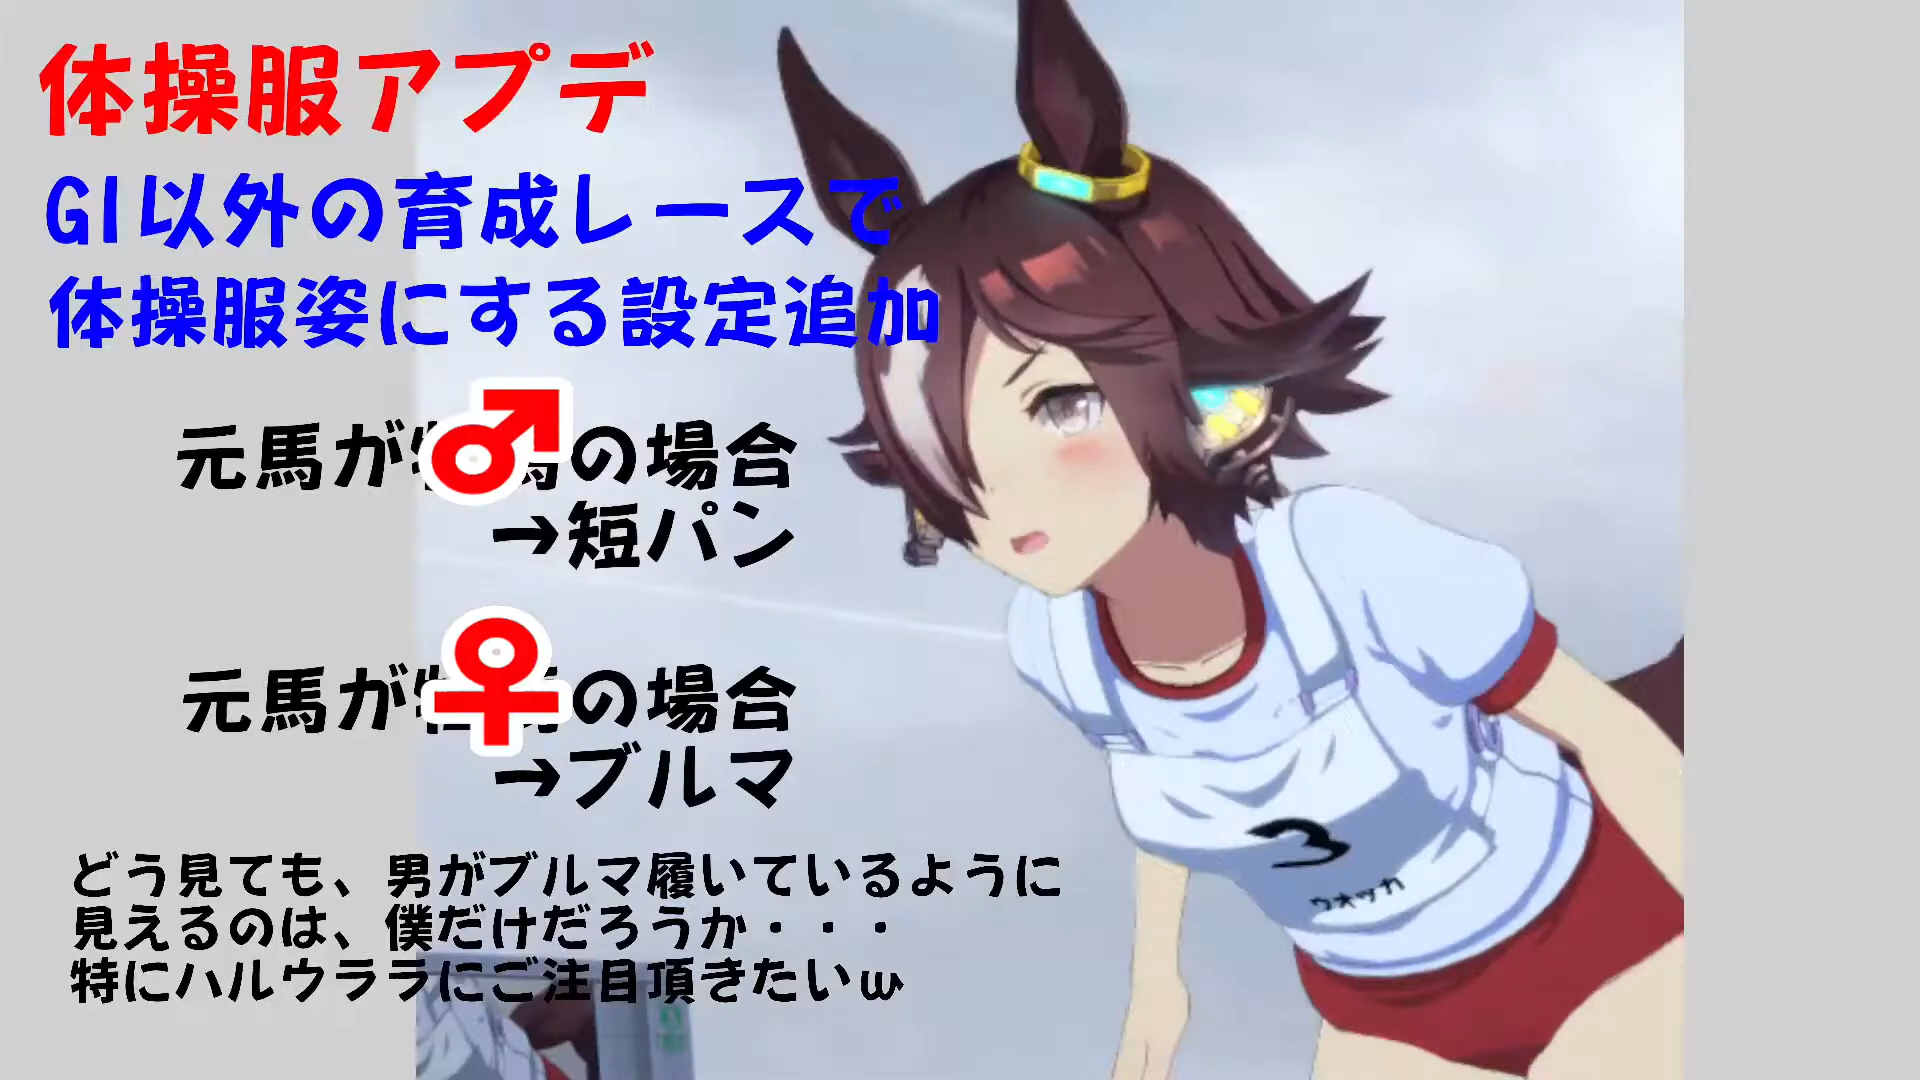 体操服アプデ
G1以外の育成レースで
体操服姿にする設定追加
元馬が♂の場合
→短パン
元馬が♀の場合
→ブルマ
どう見ても、男がブルマ履いているように
見えるのは、僕だけだろうか・・・
特にハルウララにご注目頂きたいw
3
ウオッカ